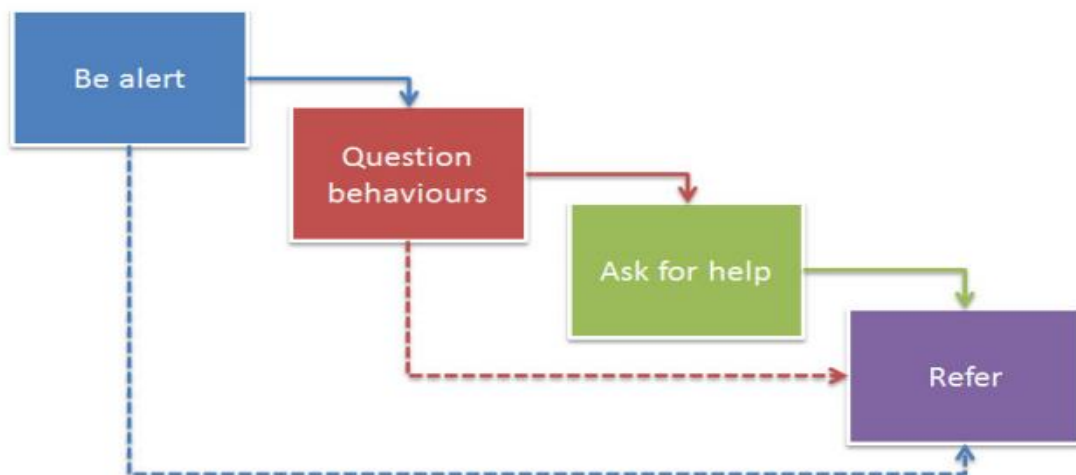 Be alert
Question
behaviours
Ask for help
Refer